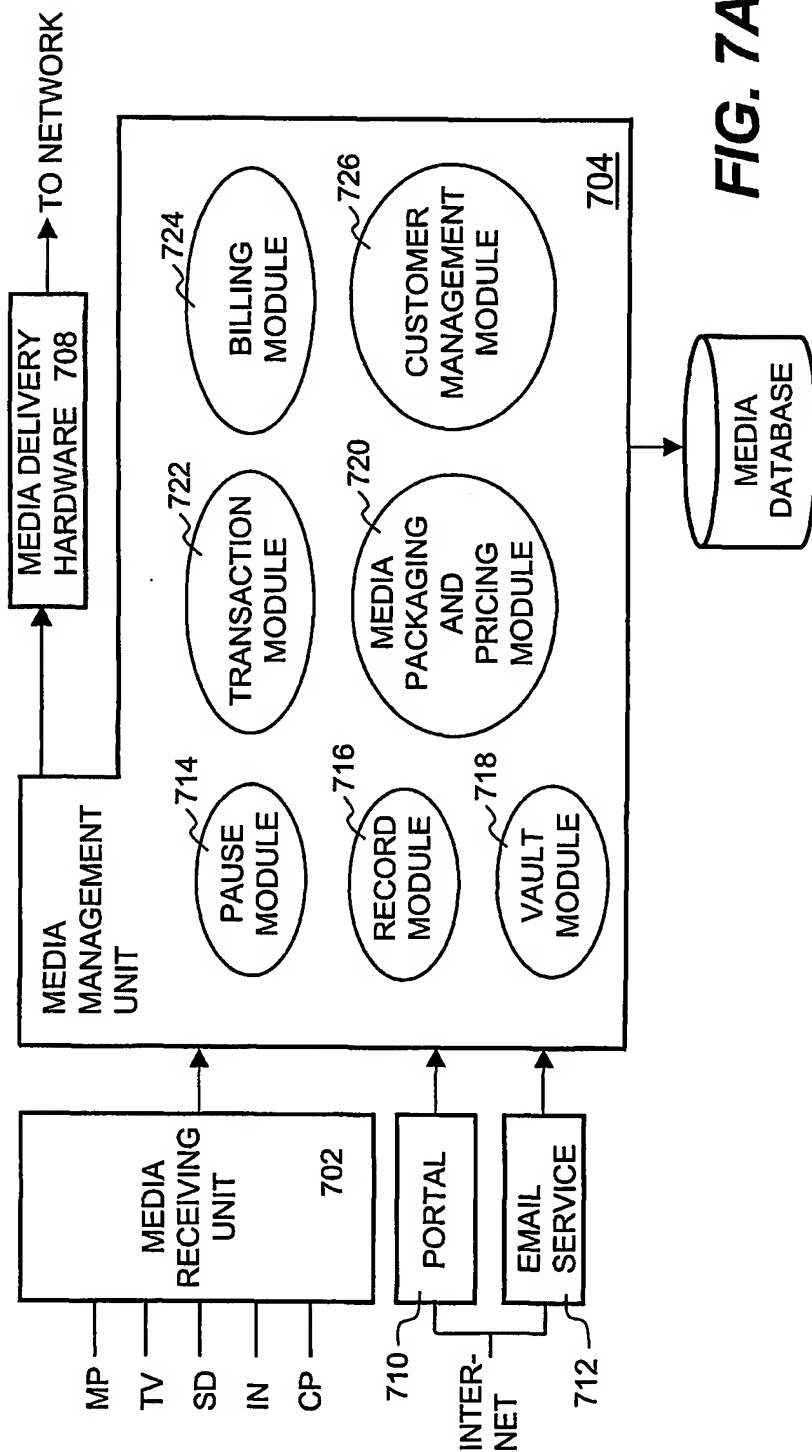 MEDIA DELIVERY
HARDWARE 708
TO NETWORK
MEDIA
MANAGEMENT
UNIT
714
PAUSE
MODULE
722
TRANSACTION
MODULE
724
BILLING
MODULE
716
RECORD
MODULE
720
MEDIA
PACKAGING
AND
PRICING
MODULE
726
CUSTOMER
MANAGEMENT
MODULE
718
VAULT
MODULE
704
MP
TV
SD
IN
CP
MEDIA
RECEIVING
UNIT
702
710
PORTAL
INTER-
NET
EMAIL
SERVICE
712
MEDIA
DATABASE
FIG. 7A